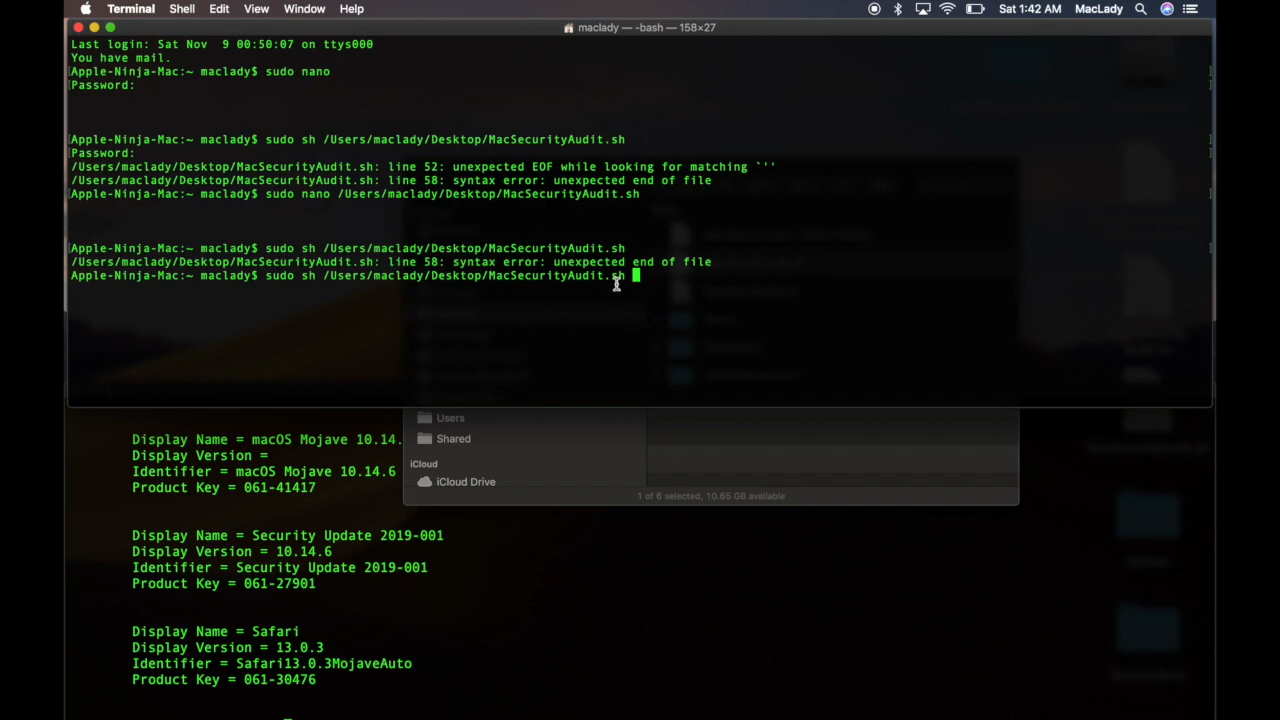 Terminal Shell Edit View Window Help Sat 1:42 AM MacLady
maclady — -bash — 158×27
Last login: Sat Nov  9 00:50:07 on ttys000
You have mail.
[Apple-Ninja-Mac:~ maclady$ sudo nano ]
[Password: ]
[Apple-Ninja-Mac:~ maclady$ sudo sh /Users/maclady/Desktop/MacSecurityAudit.sh ]
[Password: ]
/Users/maclady/Desktop/MacSecurityAudit.sh: line 52: unexpected EOF while looking for matching `''
/Users/maclady/Desktop/MacSecurityAudit.sh: line 58: syntax error: unexpected end of file
[Apple-Ninja-Mac:~ maclady$ sudo nano /Users/maclady/Desktop/MacSecurityAudit.sh ]
[Apple-Ninja-Mac:~ maclady$ sudo sh /Users/maclady/Desktop/MacSecurityAudit.sh ]
/Users/maclady/Desktop/MacSecurityAudit.sh: line 58: syntax error: unexpected end of file
Apple-Ninja-Mac:~ maclady$ sudo sh /Users/maclady/Desktop/MacSecurityAudit.sh
Users
Shared
iCloud
iCloud Drive
1 of 6 selected, 10.65 GB available
Display Name = macOS Mojave 10.14.
Display Version =
Identifier = macOS Mojave 10.14.6
Product Key = 061-41417
Display Name = Security Update 2019-001
Display Version = 10.14.6
Identifier = Security Update 2019-001
Product Key = 061-27901
Display Name = Safari
Display Version = 13.0.3
Identifier = Safari13.0.3MojaveAuto
Product Key = 061-30476